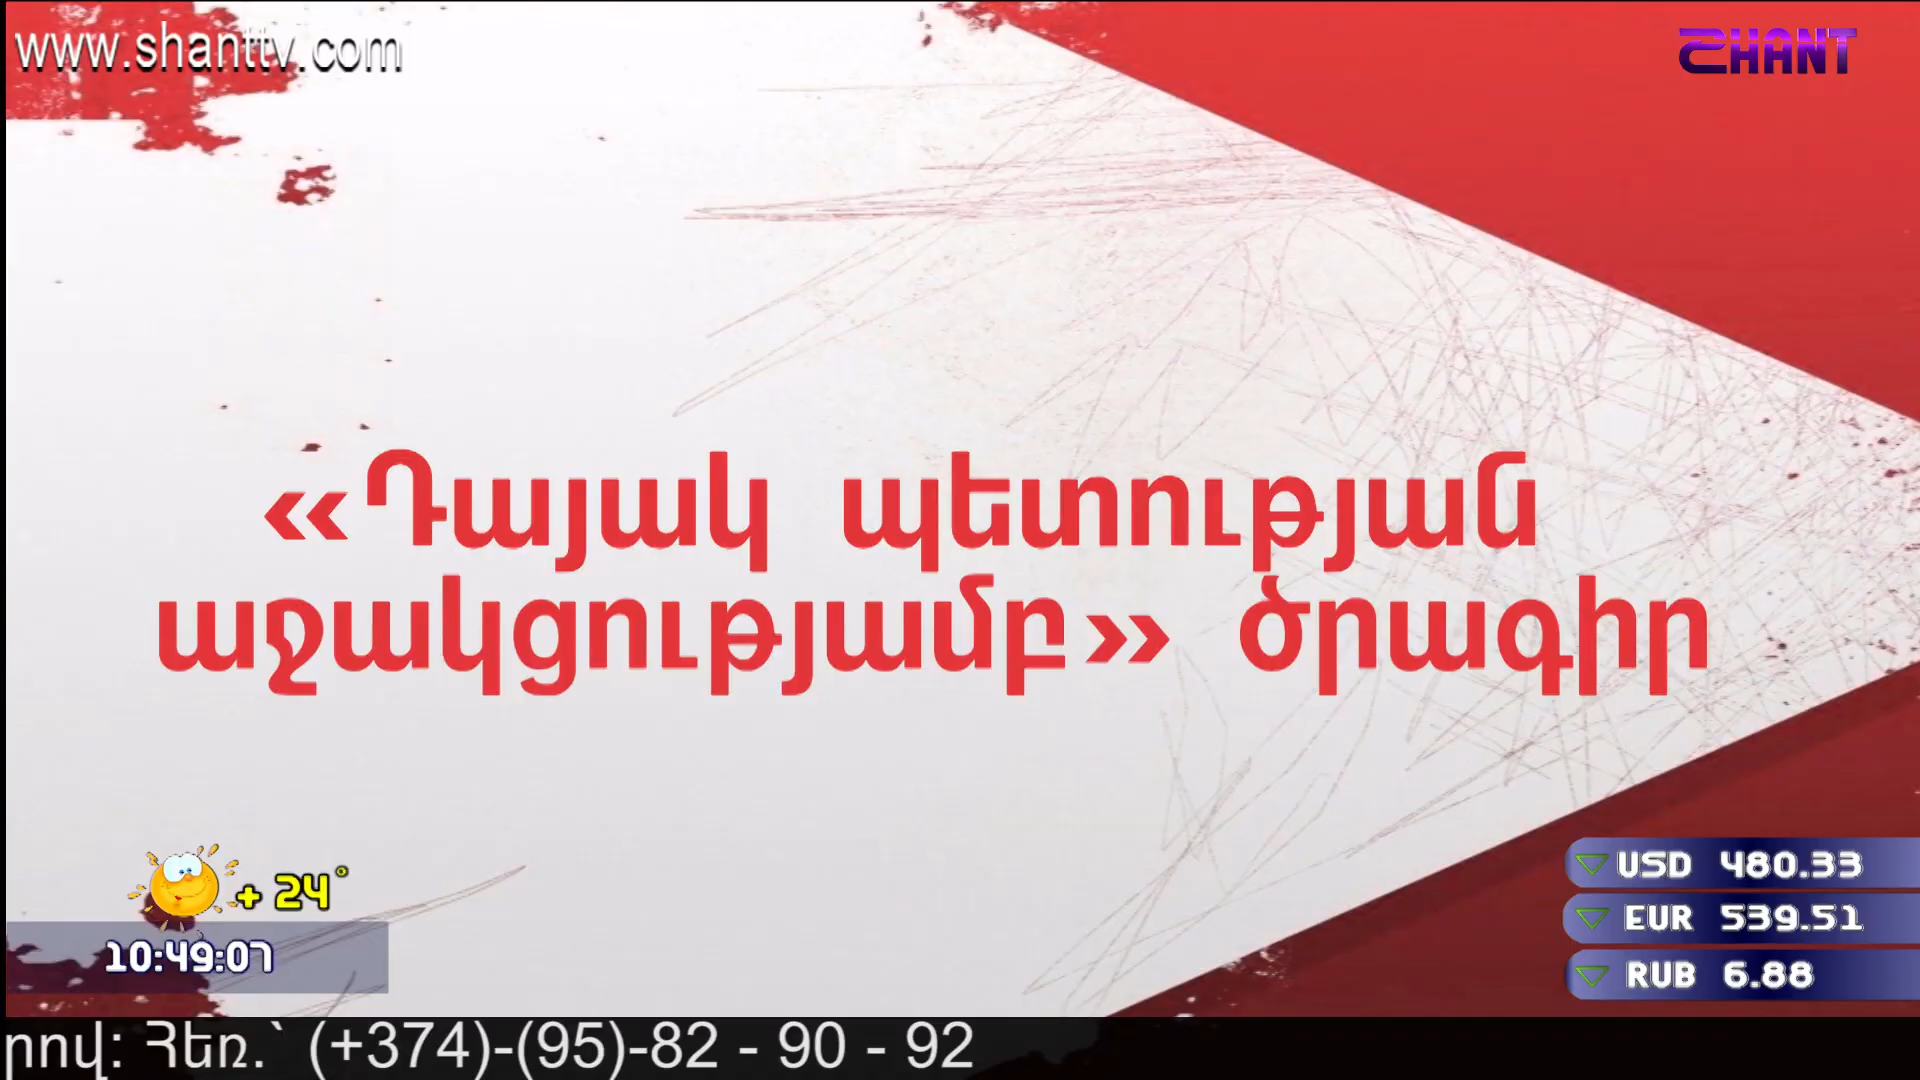 www.shanttv.com
SHANT
«Դայակ պետության
աջակցությամբ» ծրագիր
+ 24°
10:49:07
USD 480.33
EUR 539.51
RUB 6.88
րով: Հեռ.՝ (+374)-(95)-82 - 90 - 92